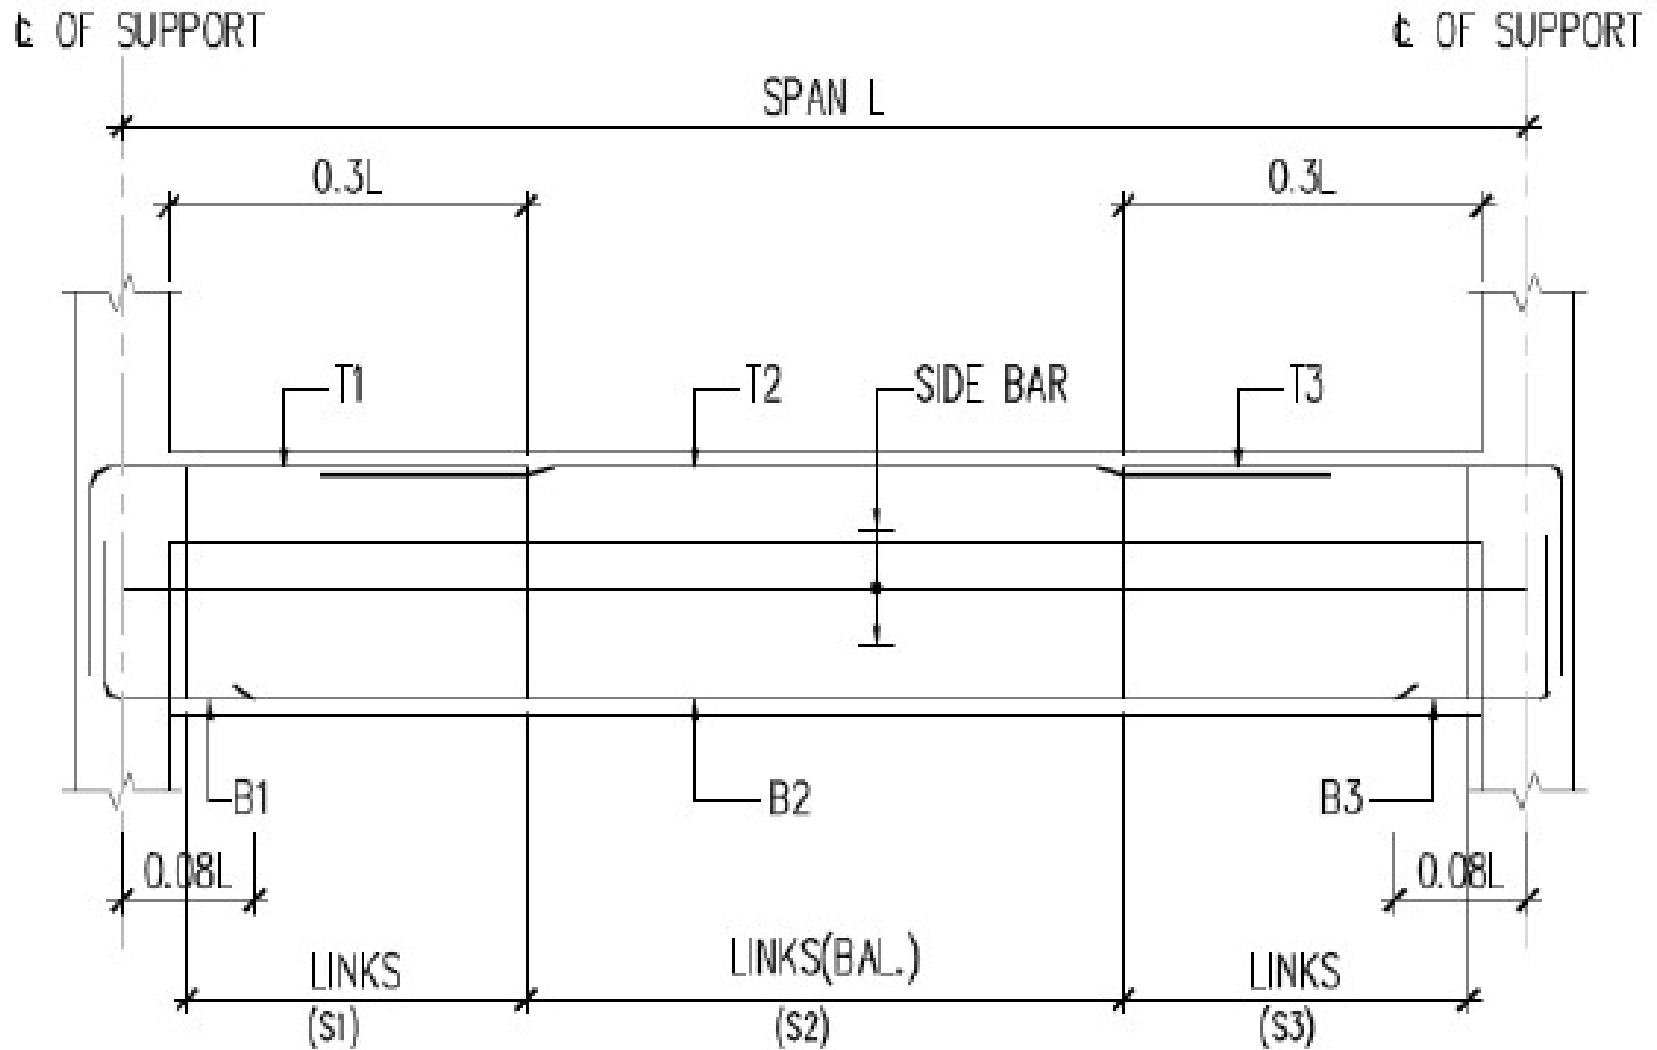 ℄ OF SUPPORT
℄ OF SUPPORT
SPAN L
0.3L
0.3L
T1
T2
SIDE BAR
T3
B1
B2
B3
0.08L
0.08L
LINKS
(S1)
LINKS(BAL.)
(S2)
LINKS
(S3)